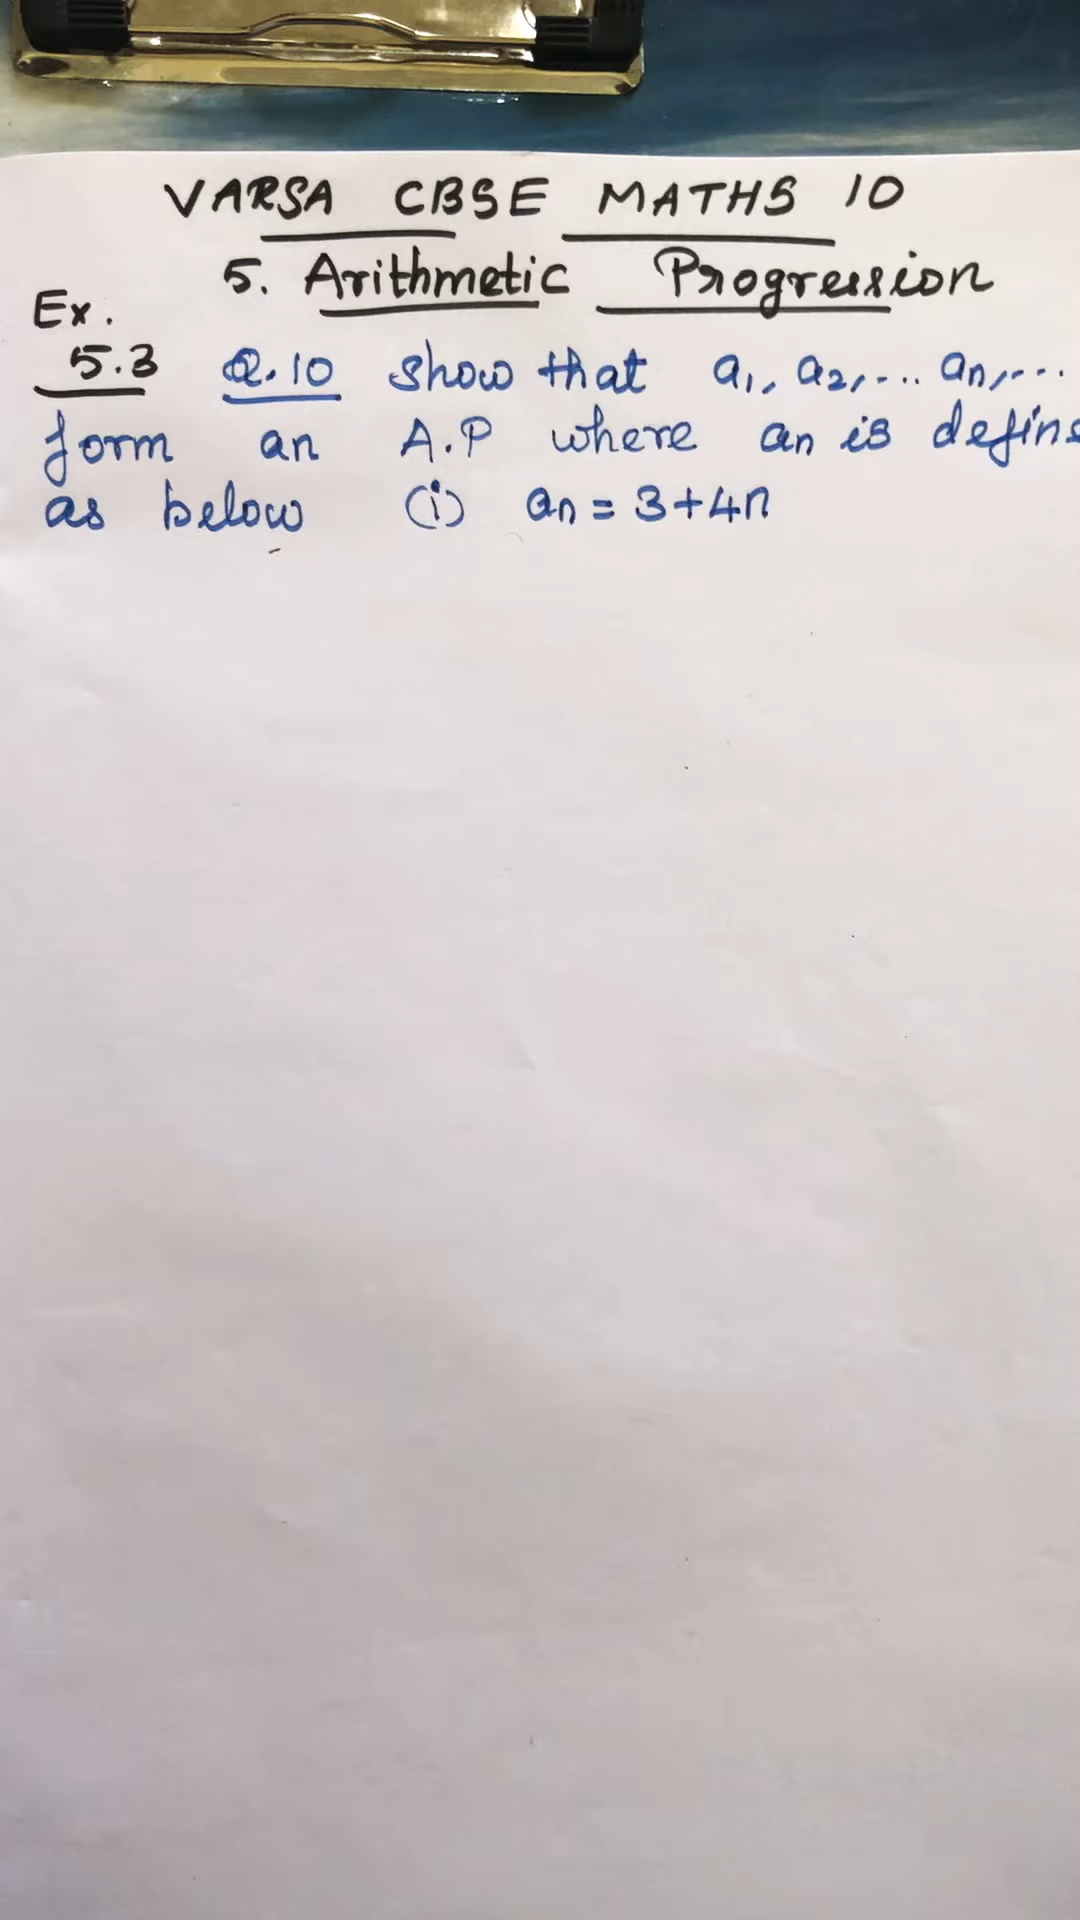 VARSA CBSE MATHS 10
5. Arithmetic Progression
Ex.
5.3 Q.10 show that a1, a2,... an,...
form an A.P where an is define
as below (i) an = 3+4n